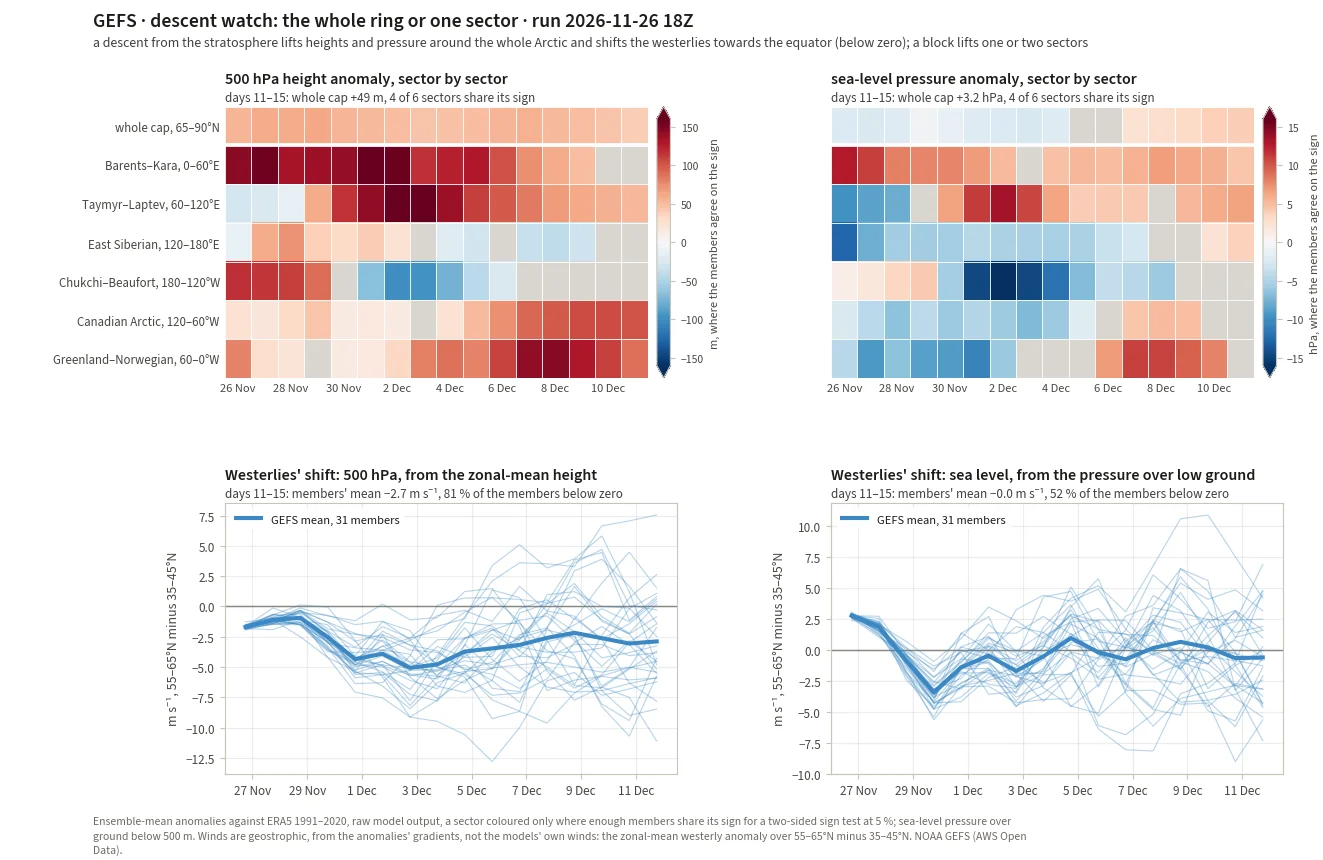 GEFS · descent watch: the whole ring or one sector · run 2026-11-26 18Z
a descent from the stratosphere lifts heights and pressure around the whole Arctic and shifts the westerlies towards the equator (below zero); a block lifts one or two sectors
500 hPa height anomaly, sector by sector
days 11–15: whole cap +49 m, 4 of 6 sectors share its sign
whole cap, 65–90°N
Barents–Kara, 0–60°E
Taymyr–Laptev, 60–120°E
East Siberian, 120–180°E
Chukchi–Beaufort, 180–120°W
Canadian Arctic, 120–60°W
Greenland–Norwegian, 60–0°W
26 Nov 28 Nov 30 Nov 2 Dec 4 Dec 6 Dec 8 Dec 10 Dec
150
100
50
0
−50
−100
−150
m, where the members agree on the sign
sea-level pressure anomaly, sector by sector
days 11–15: whole cap +3.2 hPa, 4 of 6 sectors share its sign
26 Nov 28 Nov 30 Nov 2 Dec 4 Dec 6 Dec 8 Dec 10 Dec
15
10
5
0
−5
−10
−15
hPa, where the members agree on the sign
Westerlies' shift: 500 hPa, from the zonal-mean height
days 11–15: members' mean −2.7 m s⁻¹, 81 % of the members below zero
GEFS mean, 31 members
7.5
5.0
2.5
0.0
−2.5
−5.0
−7.5
−10.0
−12.5
m s⁻¹, 55–65°N minus 35–45°N
27 Nov 29 Nov 1 Dec 3 Dec 5 Dec 7 Dec 9 Dec 11 Dec
Westerlies' shift: sea level, from the pressure over low ground
days 11–15: members' mean −0.0 m s⁻¹, 52 % of the members below zero
GEFS mean, 31 members
10.0
7.5
5.0
2.5
0.0
−2.5
−5.0
−7.5
−10.0
m s⁻¹, 55–65°N minus 35–45°N
27 Nov 29 Nov 1 Dec 3 Dec 5 Dec 7 Dec 9 Dec 11 Dec
Ensemble-mean anomalies against ERA5 1991–2020, raw model output, a sector coloured only where enough members share its sign for a two-sided sign test at 5 %; sea-level pressure over
ground below 500 m. Winds are geostrophic, from the anomalies' gradients, not the models' own winds: the zonal-mean westerly anomaly over 55–65°N minus 35–45°N. NOAA GEFS (AWS Open
Data).